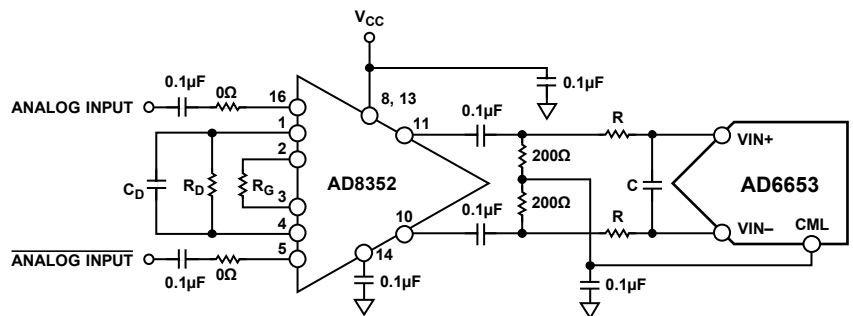 VCC
0.1µF
0Ω
ANALOG INPUT
16
8, 13
0.1µF
1
11
0.1µF
R
VIN+
2
200Ω
CD
RD
RG
AD8352
C
AD6653
3
200Ω
0.1µF
4
10
R
VIN–
CML
ANALOG INPUT
5
14
0.1µF
0Ω
0.1µF
0.1µF